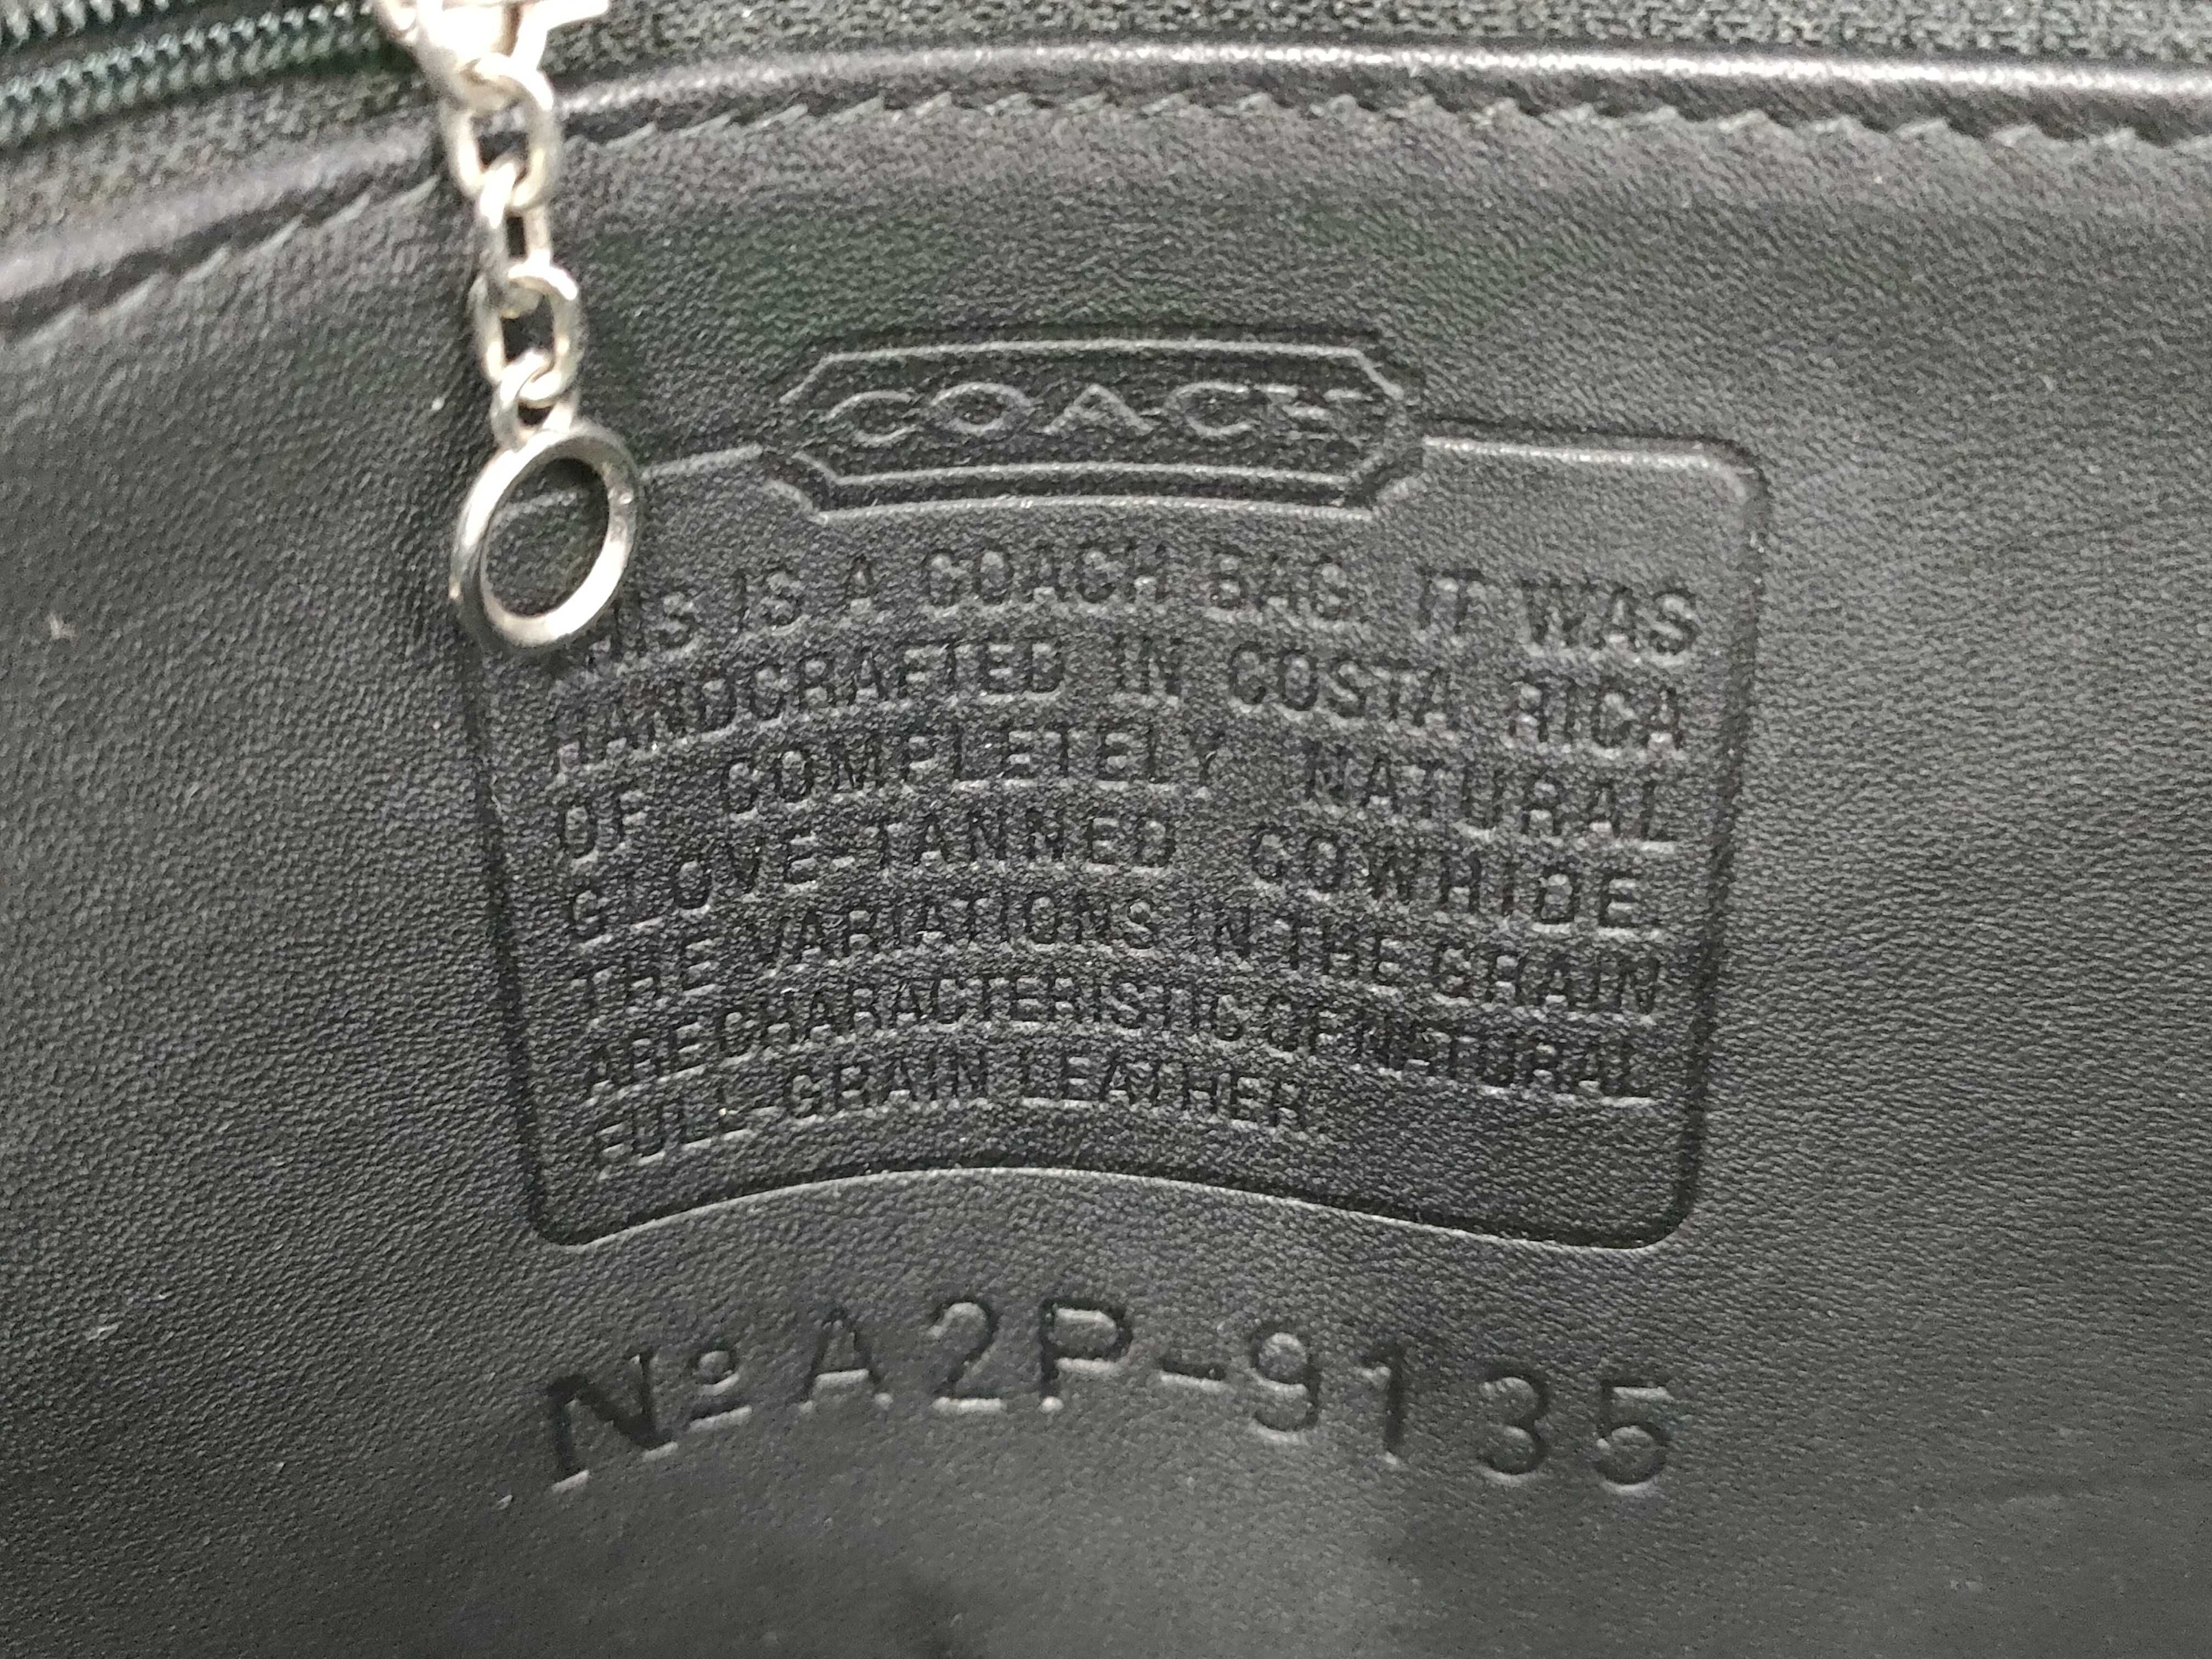 COACH
THIS IS A COACH BAG. IT WAS
HANDCRAFTED IN COSTA RICA
OF COMPLETELY NATURAL
GLOVE-TANNED COWHIDE.
THE VARIATIONS IN THE GRAIN
ARE CHARACTERISTIC OF NATURAL
FULL-GRAIN LEATHER.
Nº A2P-9135